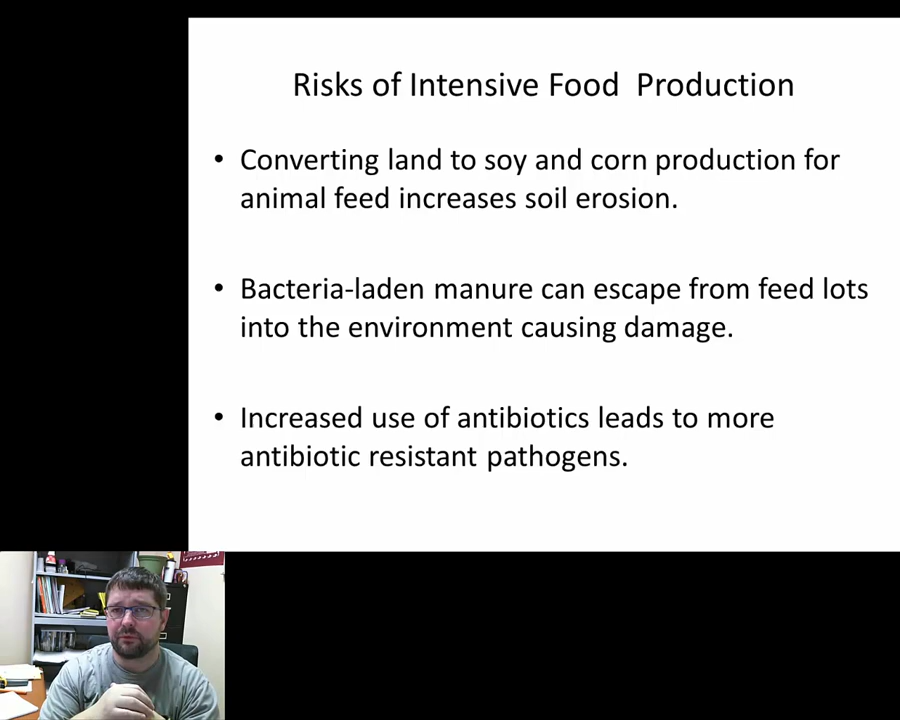 Risks of Intensive Food  Production
• Converting land to soy and corn production for
animal feed increases soil erosion.
• Bacteria-laden manure can escape from feed lots
into the environment causing damage.
• Increased use of antibiotics leads to more
antibiotic resistant pathogens.